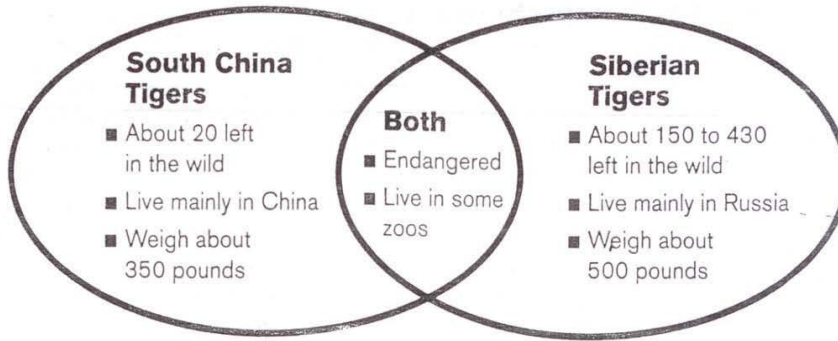 South China
Tigers
■ About 20 left
in the wild
■ Live mainly in China
■ Weigh about
350 pounds
Both
■ Endangered
■ Live in some
zoos
Siberian
Tigers
■ About 150 to 430
left in the wild
■ Live mainly in Russia
■ Weigh about
500 pounds